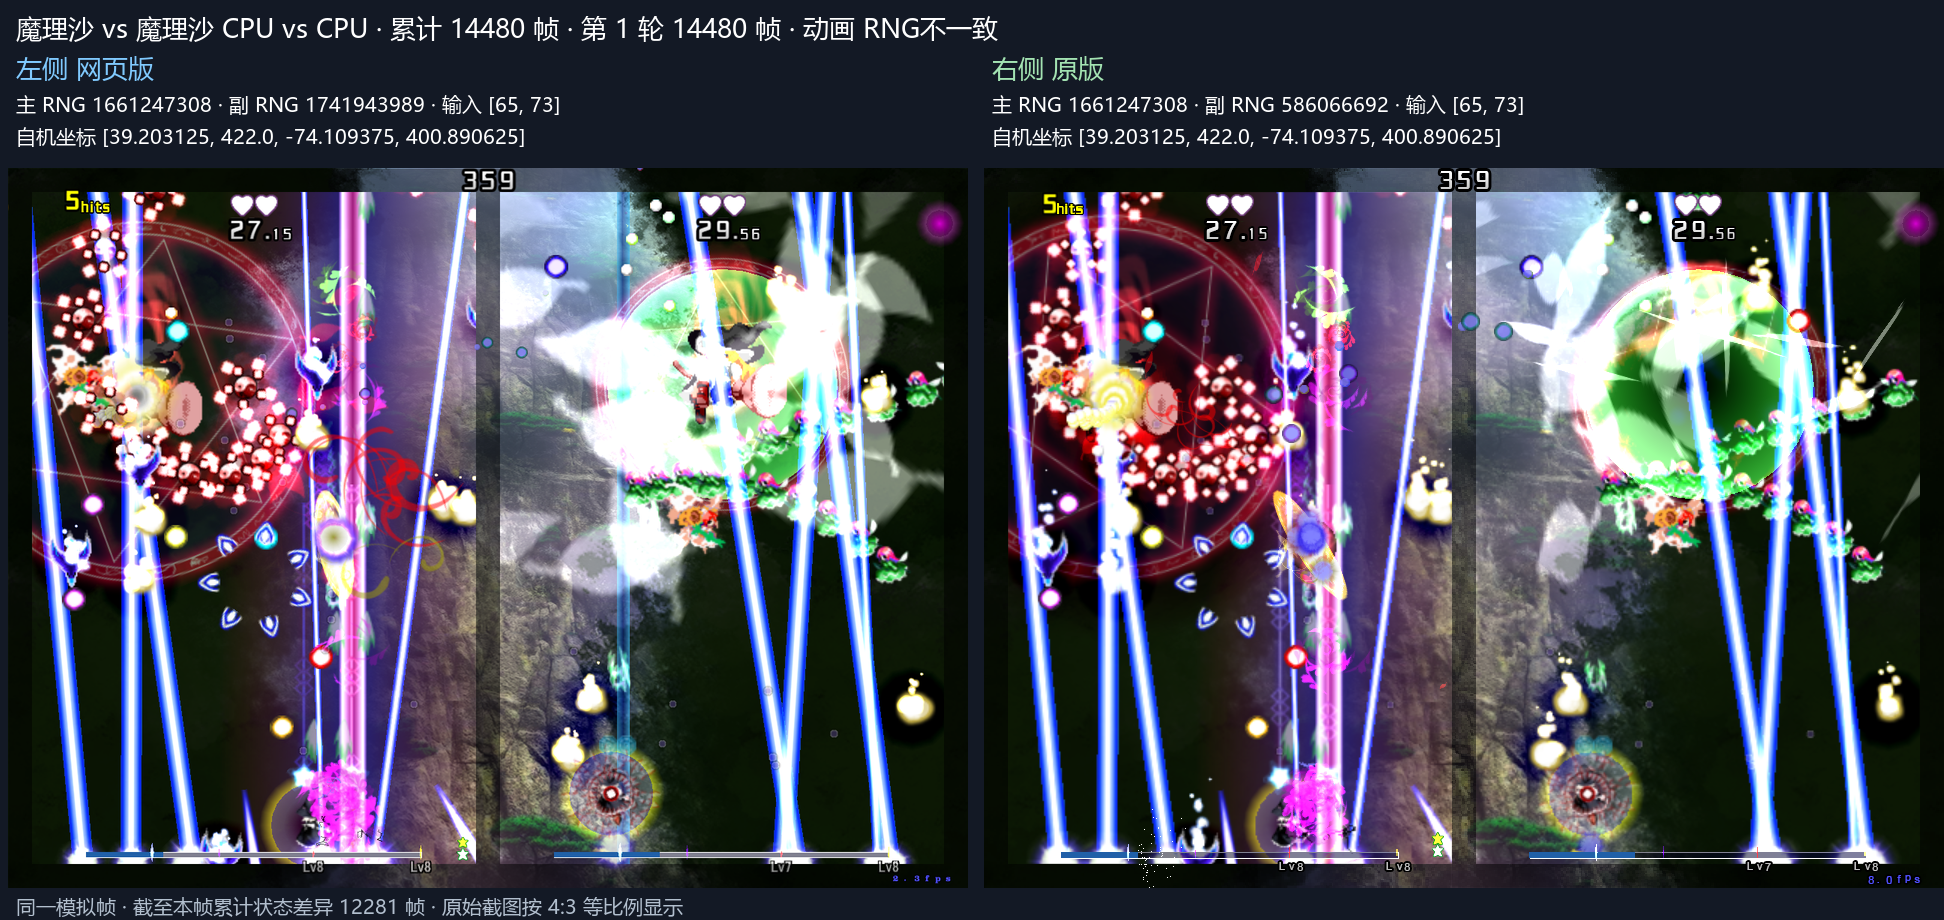 魔理沙 vs 魔理沙 CPU vs CPU · 累计 14480 帧 · 第 1 轮 14480 帧 · 动画 RNG不一致
左侧 网页版
主 RNG 1661247308 · 副 RNG 1741943989 · 输入 [65, 73]
自机坐标 [39.203125, 422.0, -74.109375, 400.890625]
右侧 原版
主 RNG 1661247308 · 副 RNG 586066692 · 输入 [65, 73]
自机坐标 [39.203125, 422.0, -74.109375, 400.890625]
359
5hits
27.15
29.56
Lv8
Lv8
Lv7
Lv8
2.3fps
359
5hits
27.15
29.56
Lv8
Lv8
Lv7
Lv8
8.0fps
同一模拟帧 · 截至本帧累计状态差异 12281 帧 · 原始截图按 4:3 等比例显示